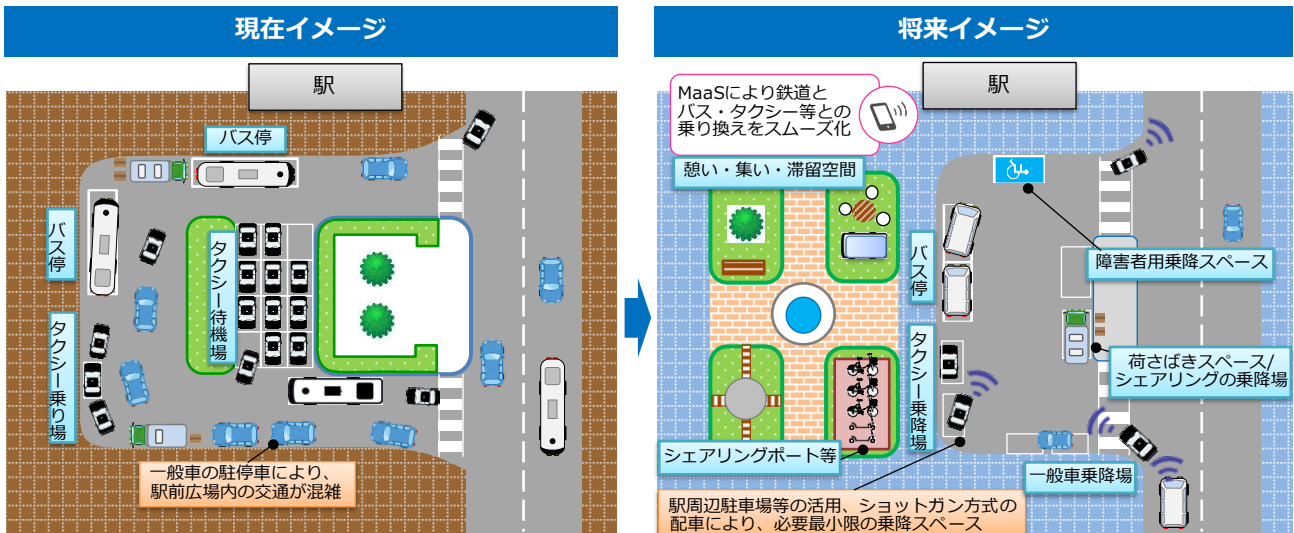 現在イメージ
駅
バス停
バス停
タクシー待機場
タクシー乗り場
一般車の駐停車により、
駅前広場内の交通が混雑
将来イメージ
駅
MaaSにより鉄道と
バス・タクシー等との
乗り換えをスムーズ化
憩い・集い・滞留空間
バス停
障害者用乗降スペース
タクシー乗降場
荷さばきスペース/
シェアリングの乗降場
シェアリングポート等
一般車乗降場
駅周辺駐車場等の活用、ショットガン方式の
配車により、必要最小限の乗降スペース